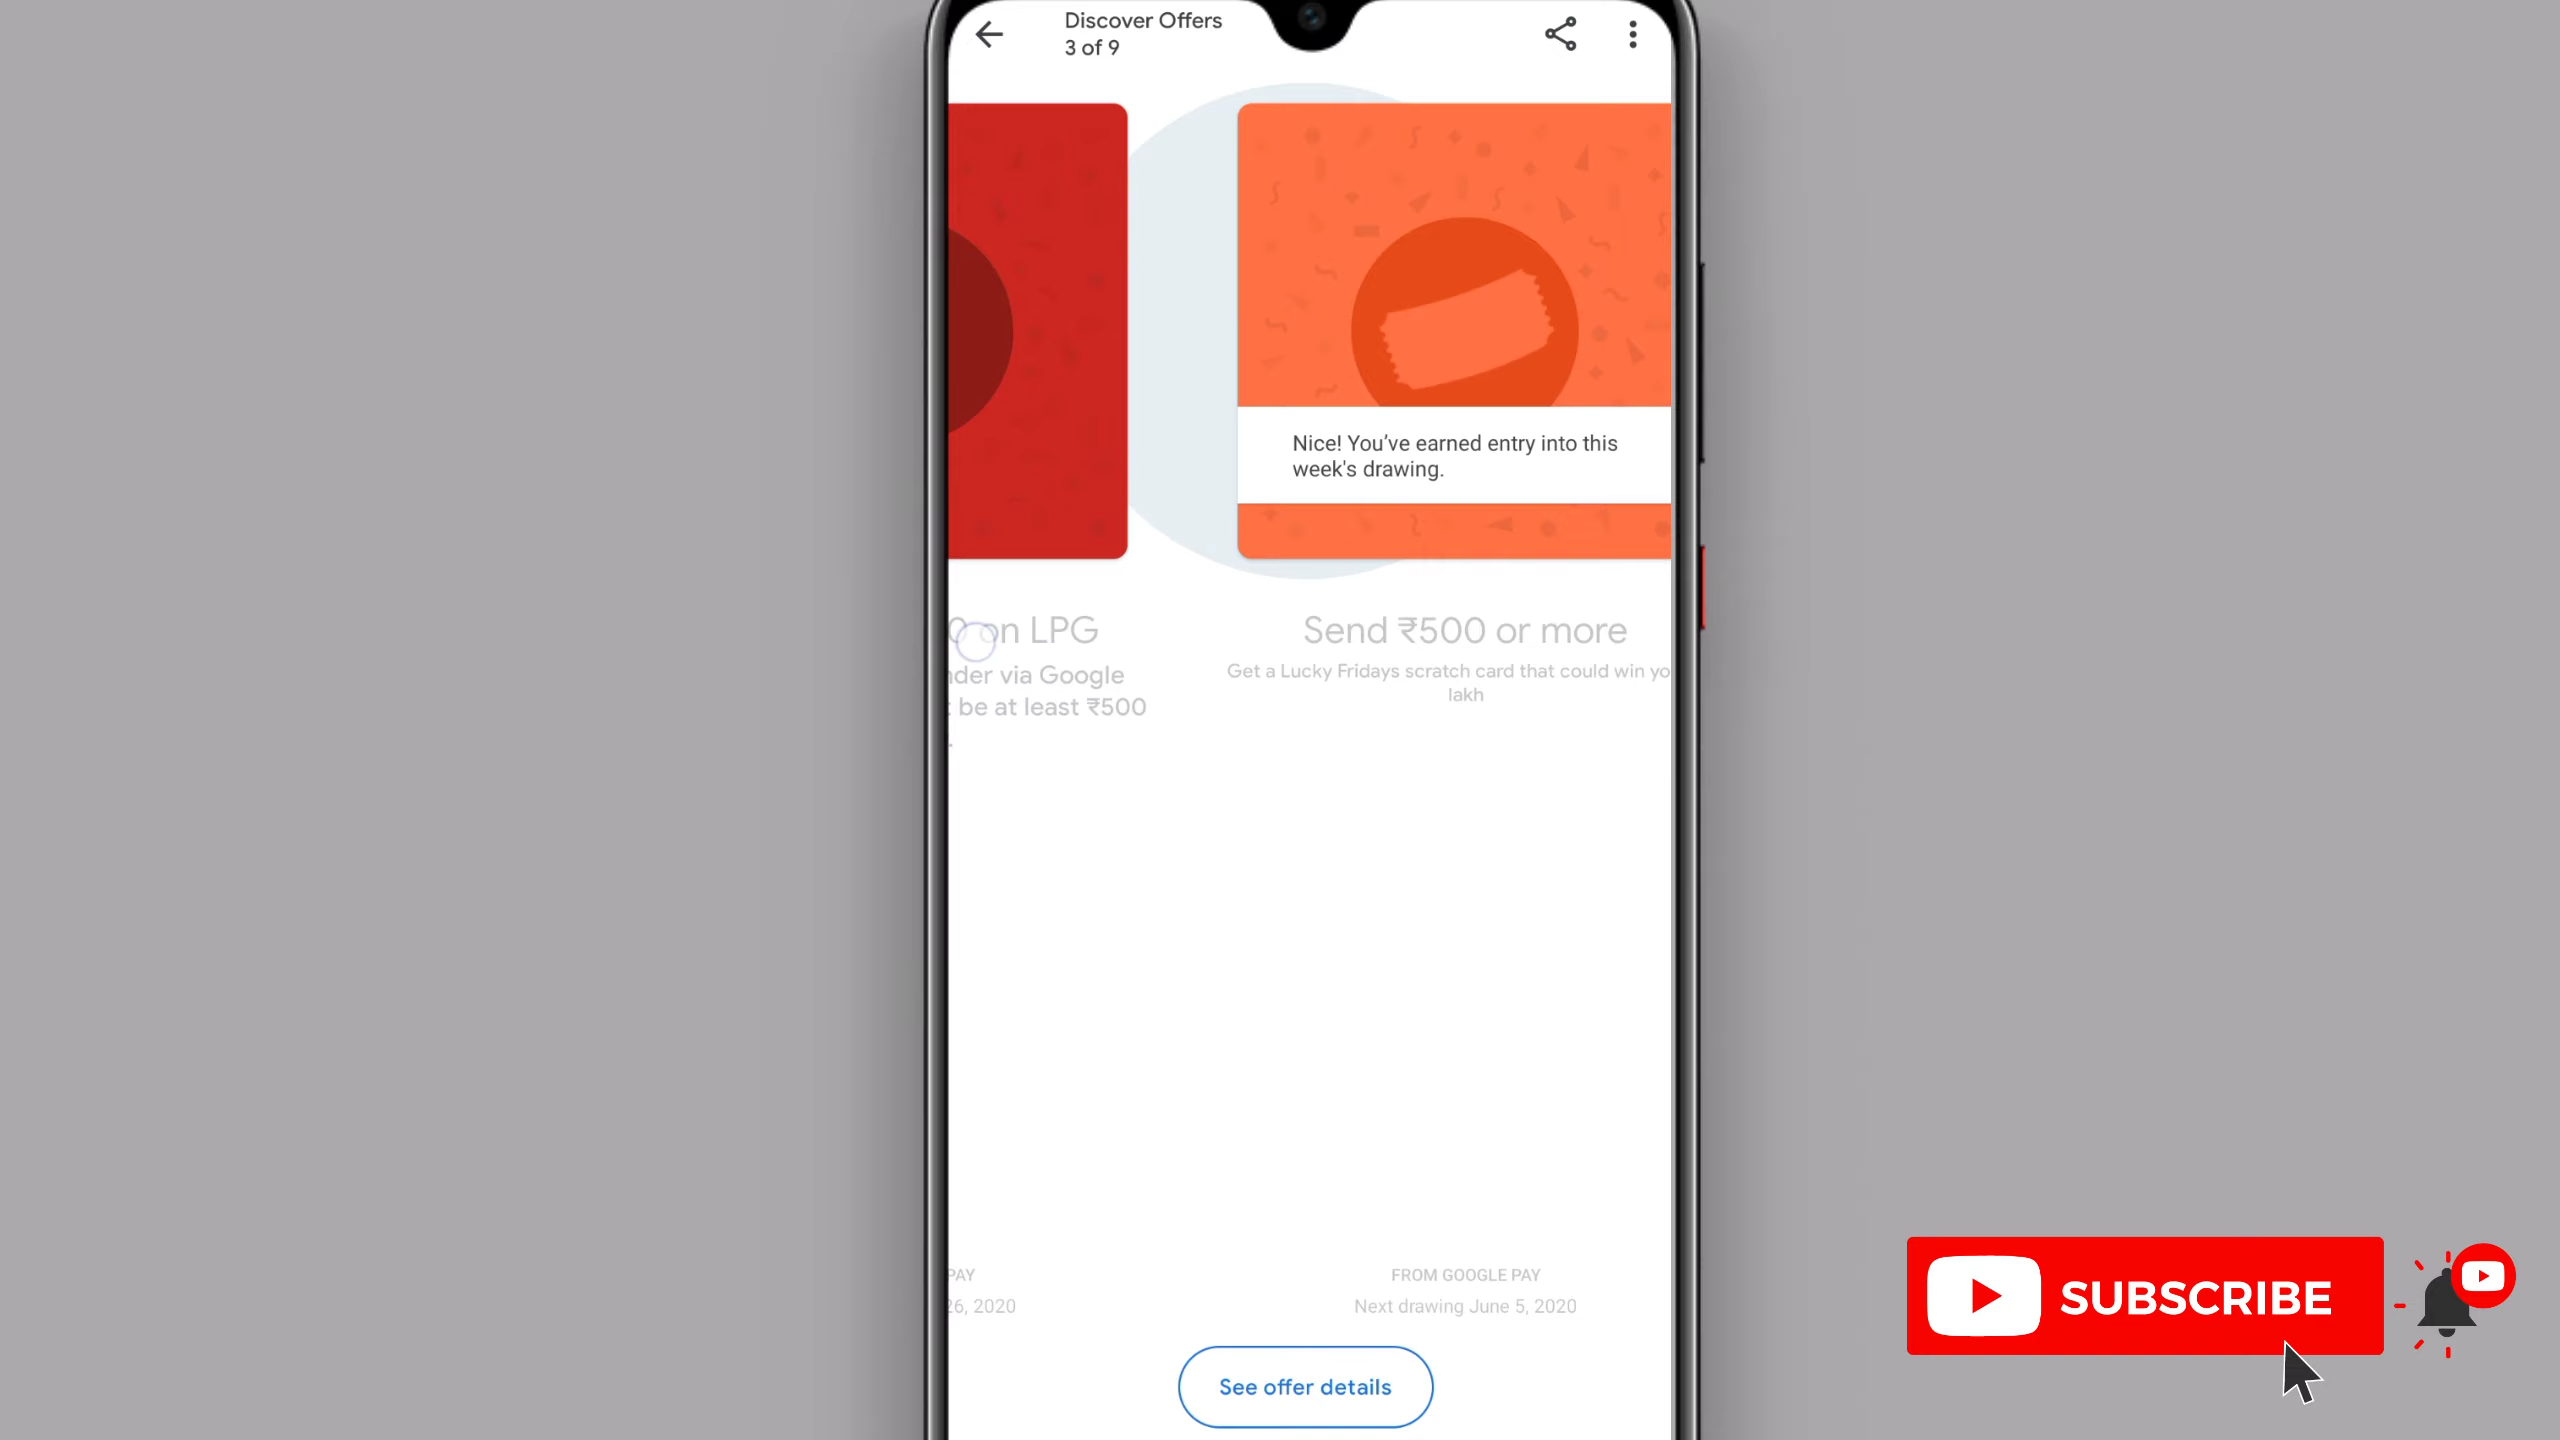 Discover Offers
3 of 9
Nice! You've earned entry into this
week's drawing.
on LPG
via Google
be at least ₹500
Send ₹500 or more
Get a Lucky Fridays scratch card that could win
lakh
PAY
26, 2020
FROM GOOGLE PAY
Next drawing June 5, 2020
See offer details
SUBSCRIBE